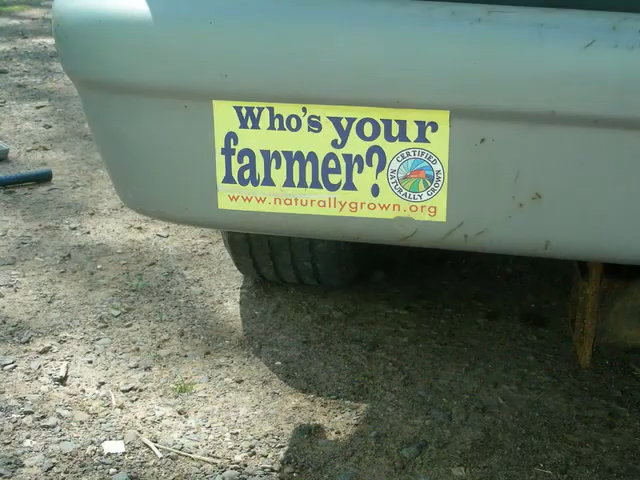 Who's your
farmer?
CERTIFIED
NATURALLY GROWN
www.naturallygrown.org